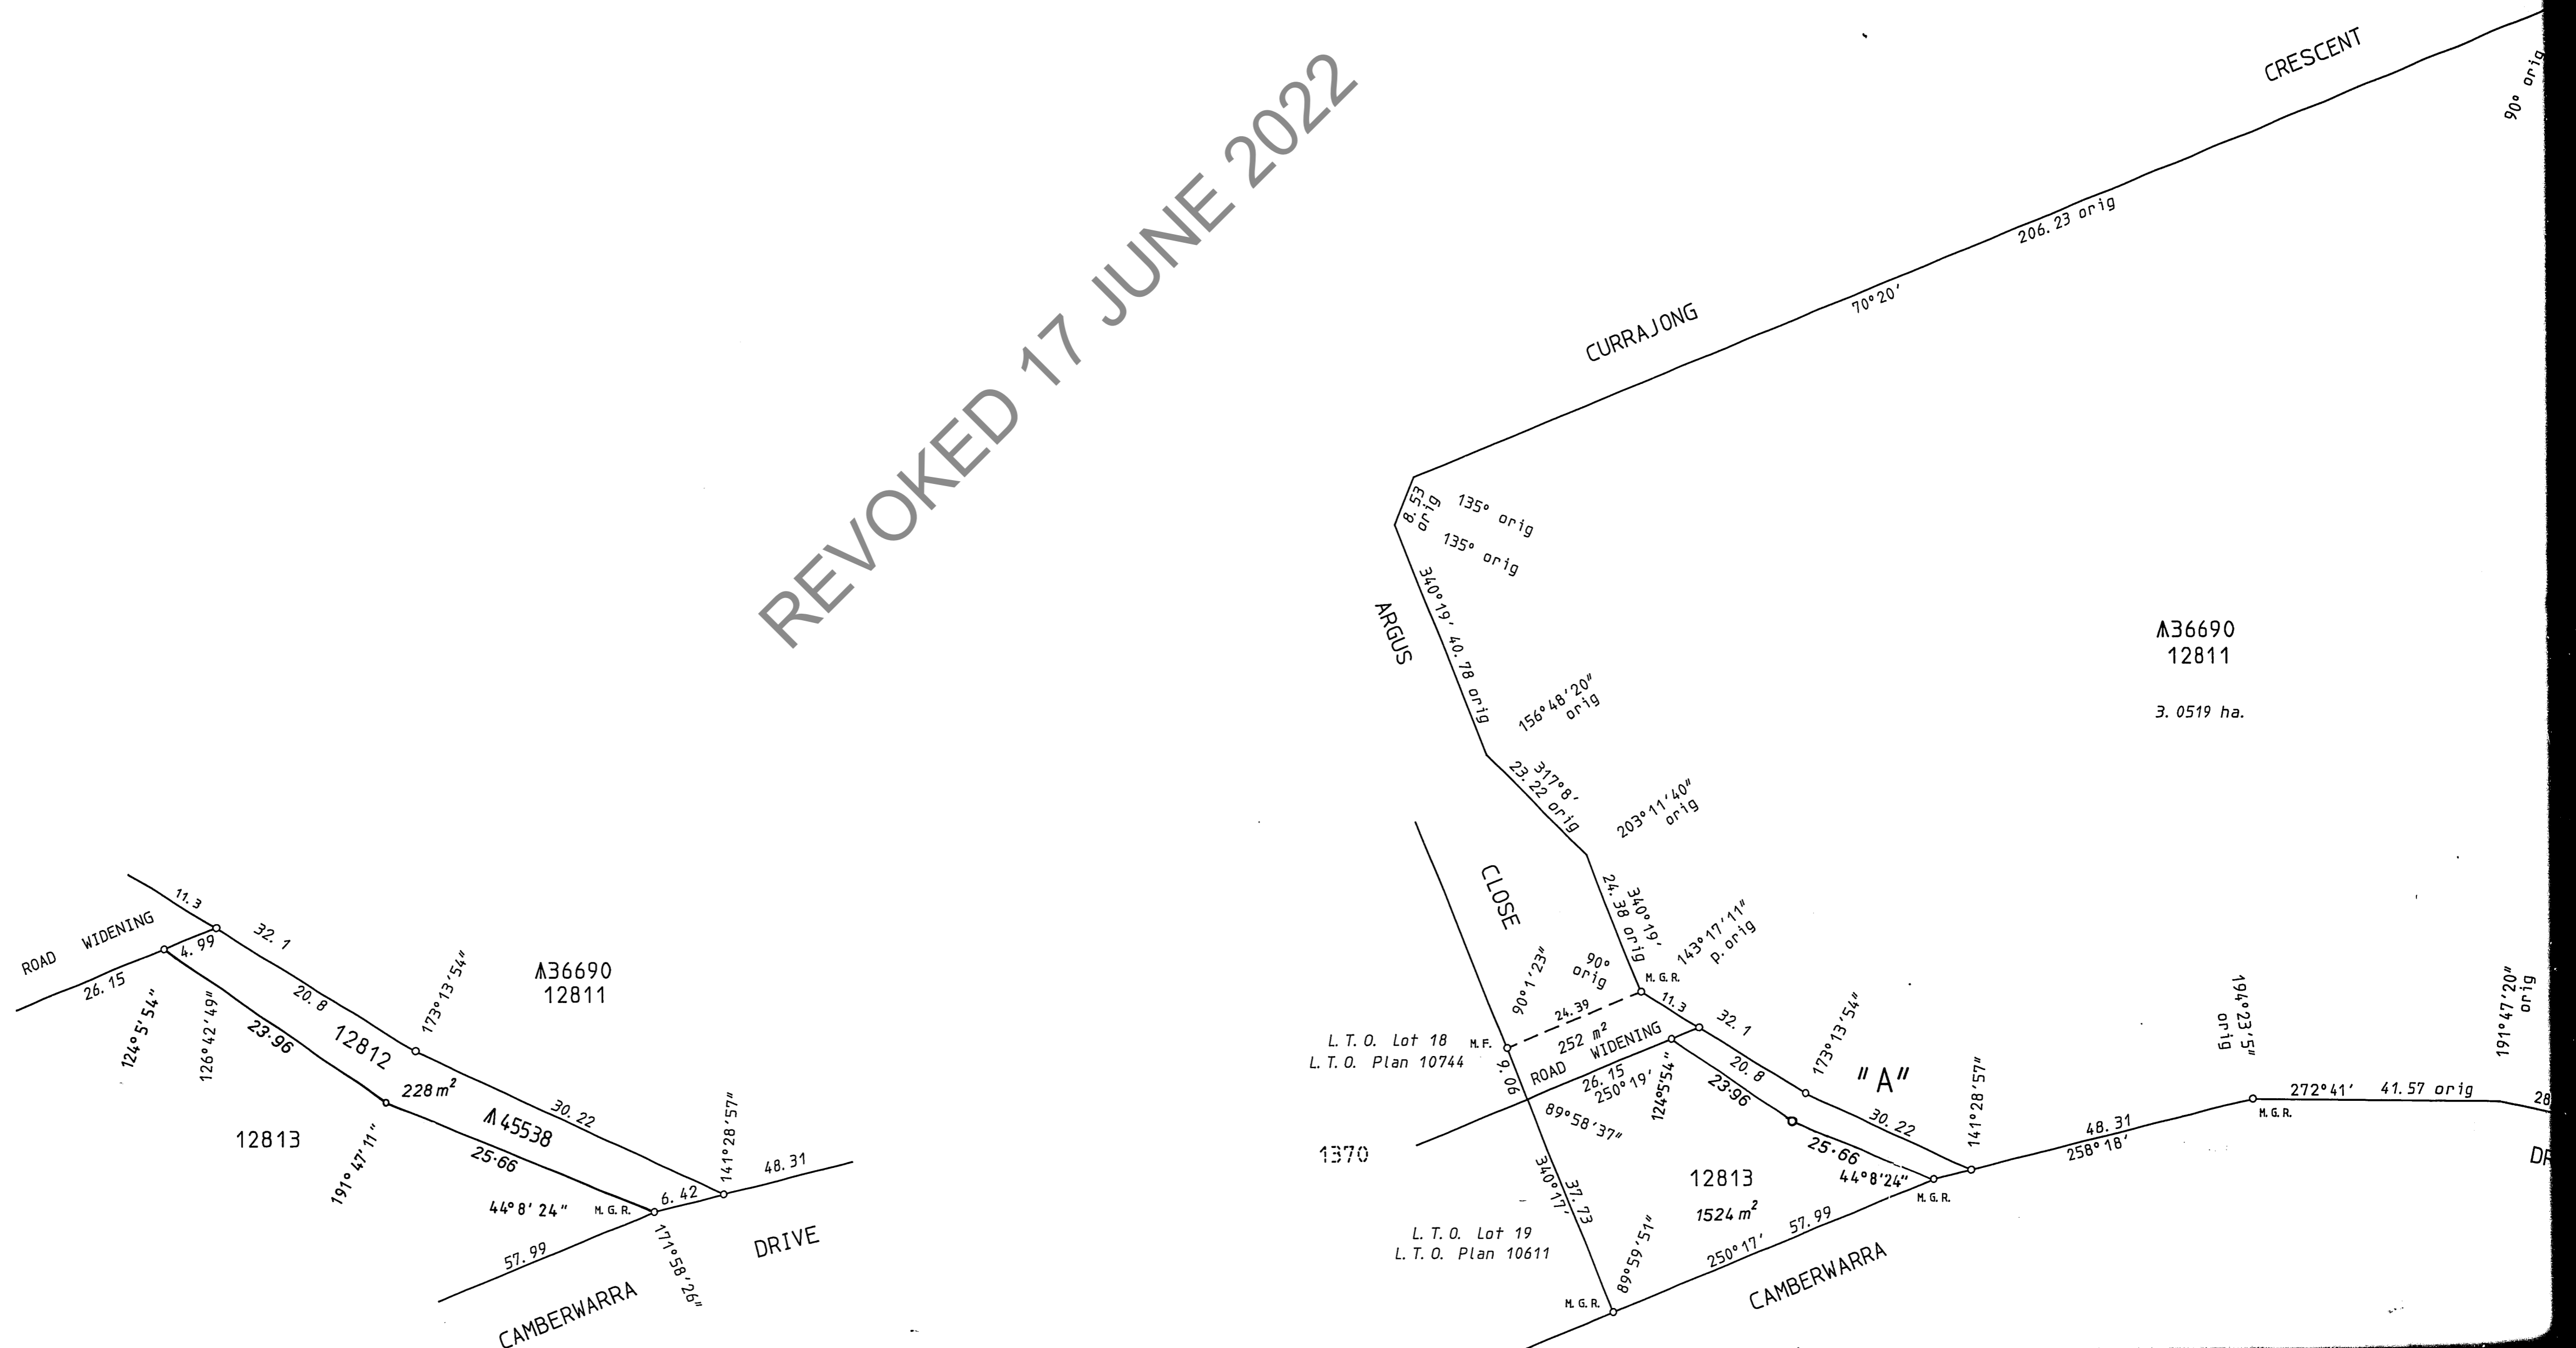 REVOKED 17 JUNE 2022
CRESCENT
90° orig
206.23 orig
70°20'
CURRAJONG
8.53
orig
135° orig
135° orig
340°19' 40.78 orig
ARGUS
156°48'20"
orig
317°8'
23.22 orig
203°11'40"
orig
36690
12811
3.0519 ha.
CLOSE
340°19'
24.38 orig
143°17'11"
p. orig
90°
orig
90°1'23"
M.G.R.
24.39
11.3
32.1
252 m²
L.T.O. Lot 18
L.T.O. Plan 10744
M.F.
9.06
ROAD WIDENING
26.15
250°19'
20.8
173°13'54"
"A"
124°5'54"
23.96
89°58'37"
30.22
141°28'57"
25.66
44°8'24"
M.G.R.
1370
12813
1524 m²
340°17'
37.73
L.T.O. Lot 19
L.T.O. Plan 10611
89°59'51"
57.99
250°17'
M.G.R.
CAMBERWARRA
48.31
258°18'
194°23'5"
orig
M.G.R.
272°41' 41.57 orig
191°47'20"
orig
28
11.3
ROAD WIDENING
4.99
26.15
32.1
20.8
173°13'54"
36690
12811
124°5'54"
126°42'49"
23.96
12812
228 m²
45538
30.22
141°28'57"
12813
191°47'11"
25.66
44°8'24"
M.G.R.
6.42
48.31
57.99
171°58'26"
DRIVE
CAMBERWARRA